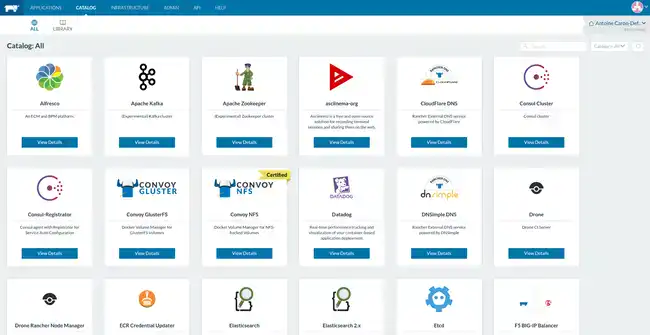 APPLICATIONS CATALOG INFRASTRUCTURE ADMIN API HELP
ALL LIBRARY
Catalog: All
Search
Alfresco Apache Kafka Apache Zookeeper asciinema-org CloudFlare DNS Consul Cluster
An ECM and BPM platform. (Experimental) Kafka cluster (Experimental) Zookeeper cluster Asciinema is a free and open source Rancher External DNS service Consul cluster
solution for recording terminal powered by CloudFlare
sessions and sharing them on the web.
View Details View Details View Details View Details View Details View Details
CONVOY GLUSTER CONVOY NFS Certified DATADOG dnsimple
Consul-Registrator Convoy GlusterFS Convoy NFS Datadog DNSimple DNS Drone
Consul agent with Registrator for Docker Volume Manager for Docker Volume Manager for NFS- Real-time performance tracking and Rancher External DNS service Drone CI Server
Service Auto Configuration GlusterFS volumes backed Volumes visualization of your container-based powered by DNSimple
application deployment
View Details View Details View Details View Details View Details View Details
Drone Rancher Node Manager ECR Credential Updater Elasticsearch Elasticsearch 2.x Etcd F5 BIG-IP Balancer